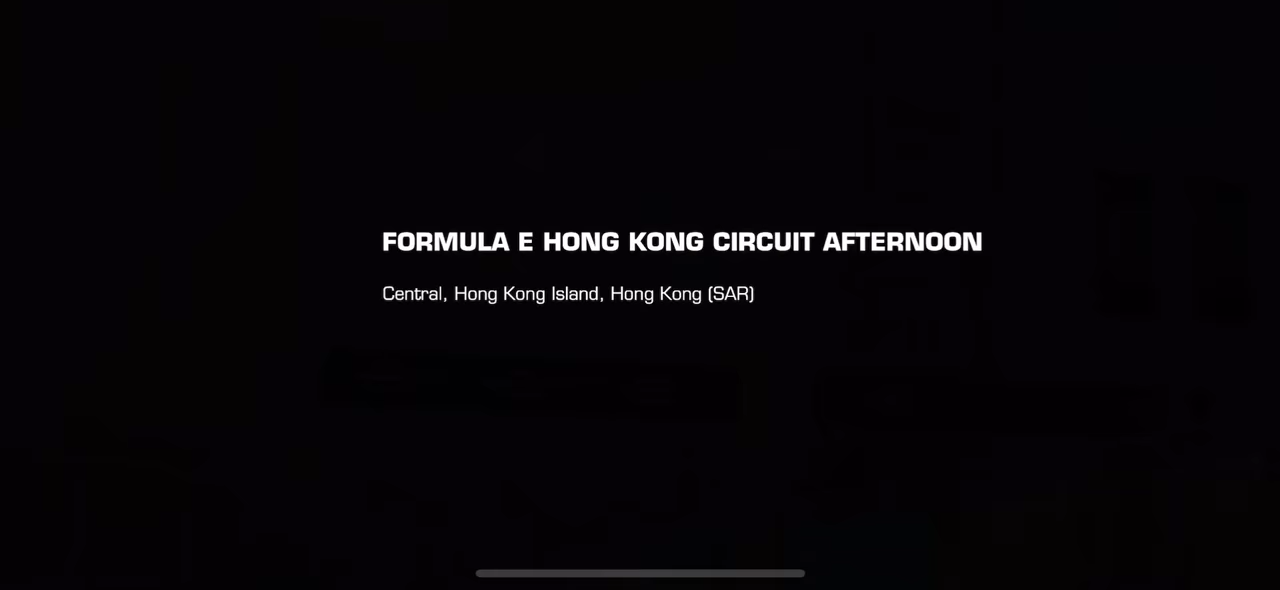 FORMULA E HONG KONG CIRCUIT AFTERNOON
Central, Hong Kong Island, Hong Kong (SAR)